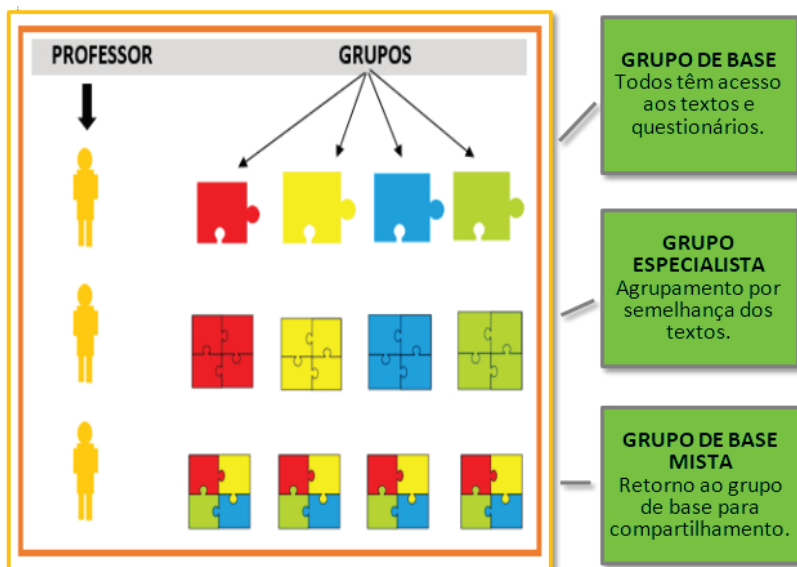 PROFESSOR
GRUPOS
GRUPO DE BASE
Todos têm acesso
aos textos e
questionários.
GRUPO
ESPECIALISTA
Agrupamento por
semelhança dos
textos.
GRUPO DE BASE
MISTA
Retorno ao grupo
de base para
compartilhamento.